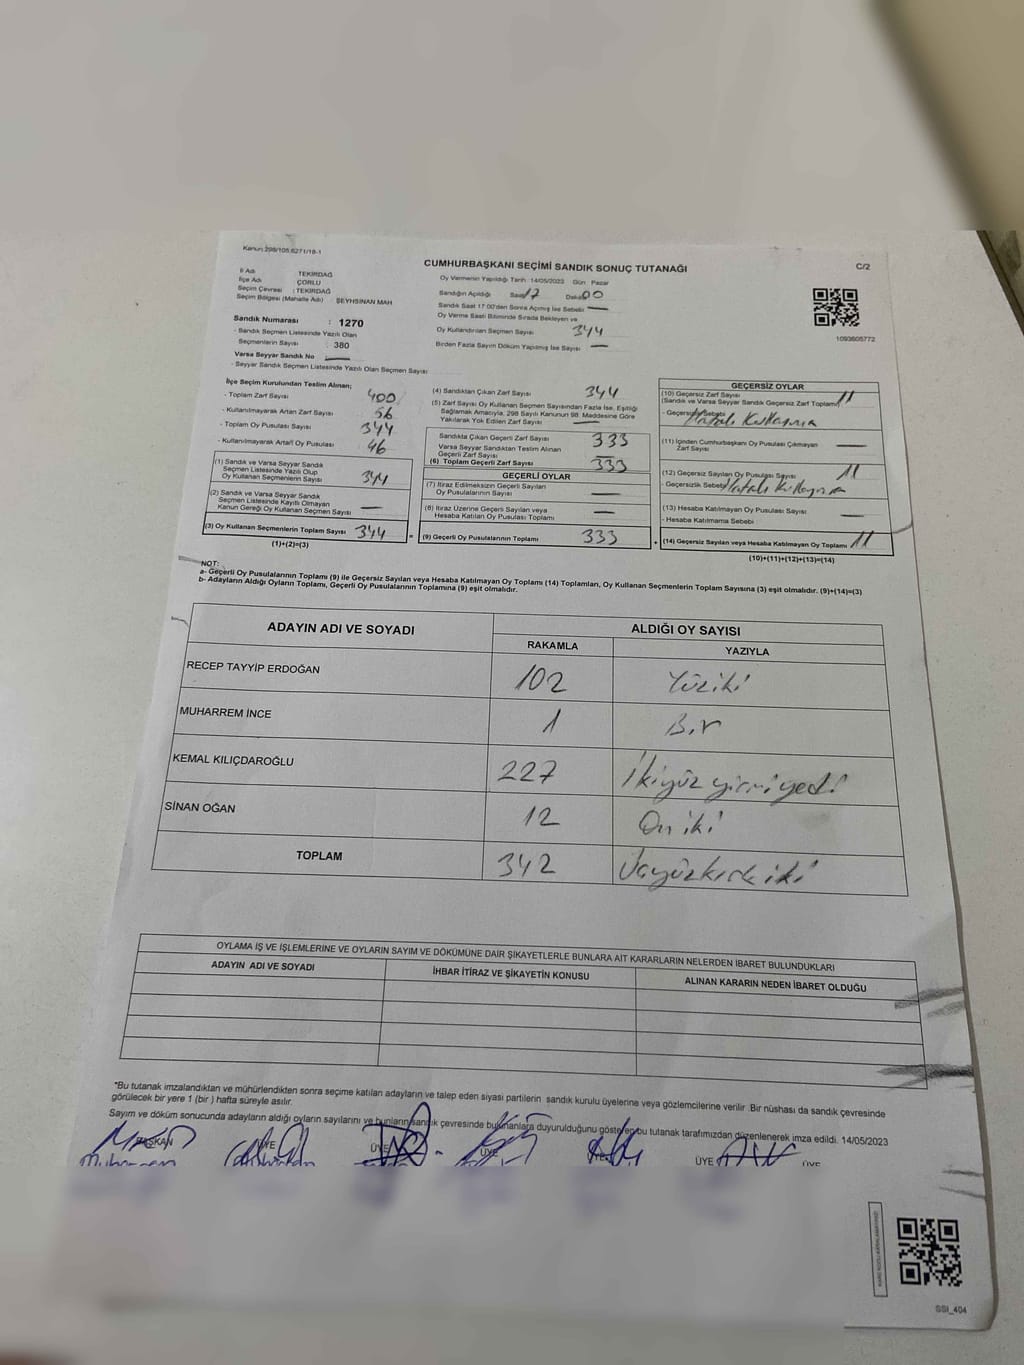 Kanun: 298/105.6271/18-1
CUMHURBAŞKANI SEÇİMİ SANDIK SONUÇ TUTANAĞI
C/2
İl Adı TEKİRDAĞ
İlçe Adı ÇORLU
Seçim Çevresi : TEKİRDAĞ
Seçim Bölgesi (Mahalle Adı) : ŞEYHSİNAN MAH
Sandık Numarası : 1270
- Sandık Seçmen Listesinde Yazılı Olan
Seçmenlerin Sayısı : 380
Varsa Seyyar Sandık No —
- Seyyar Sandık Seçmen Listesinde Yazılı Olan Seçmen Sayısı
Oy Vermenin Yapıldığı Tarih : 14/05/2023 Gün Pazar
Sandığın Açıldığı Saat 17 Dakika 00
Sandık Saat 17:00'den Sonra Açılmış İse Sebebi —
Oy Verme Saati Bitiminde Sırada Bekleyen ve
Oy Kullandırılan Seçmen Sayısı 344
Birden Fazla Sayım Döküm Yapılmış İse Sayısı —
1093605772
İlçe Seçim Kurulundan Teslim Alınan;
- Toplam Zarf Sayısı 400
- Kullanılmayarak Artan Zarf Sayısı 56
- Toplam Oy Pusulası Sayısı 344
- Kullanılmayarak Artan Oy Pusulası 46
(1) Sandık ve Varsa Seyyar Sandık
Seçmen Listesinde Yazılı Olup
Oy Kullanan Seçmenlerin Sayısı 344
(2) Sandık ve Varsa Seyyar Sandık
Seçmen Listesinde Kayıtlı Olmayan
Kanun Gereği Oy Kullanan Seçmen Sayısı —
(3) Oy Kullanan Seçmenlerin Toplam Sayısı 344 =
(1)+(2)=(3)
(4) Sandıktan Çıkan Zarf Sayısı 344
(5) Zarf Sayısı Oy Kullanan Seçmen Sayısından Fazla İse, Eşitliği
Sağlamak Amacıyla, 298 Sayılı Kanunun 98. Maddesine Göre
Yakılarak Yok Edilen Zarf Sayısı —
Sandıkta Çıkan Geçerli Zarf Sayısı 333
Varsa Seyyar Sandıktan Teslim Alınan
Geçerli Zarf Sayısı —
(6) Toplam Geçerli Zarf Sayısı 333
GEÇERLİ OYLAR
(7) İtiraz Edilmeksizin Geçerli Sayılan
Oy Pusulalarının Sayısı —
(8) İtiraz Üzerine Geçerli Sayılan veya
Hesaba Katılan Oy Pusulası Toplamı —
(9) Geçerli Oy Pusulalarının Toplamı 333 +
GEÇERSİZ OYLAR
(10) Geçersiz Zarf Sayısı
(Sandık ve Varsa Seyyar Sandık Geçersiz Zarf Toplamı) 11
- Geçersizlik Sebebi Hatalı Kullanma
(11) İçinden Cumhurbaşkanı Oy Pusulası Çıkmayan
Zarf Sayısı —
(12) Geçersiz Sayılan Oy Pusulası Sayısı 11
- Geçersizlik Sebebi Hatalı Kullanma
(13) Hesaba Katılmayan Oy Pusulası Sayısı —
- Hesaba Katılmama Sebebi
(14) Geçersiz Sayılan veya Hesaba Katılmayan Oy Toplamı 11
(10)+(11)+(12)+(13)=(14)
NOT:
a- Geçerli Oy Pusulalarının Toplamı (9) ile Geçersiz Sayılan veya Hesaba Katılmayan Oy Toplamı (14) Toplamları, Oy Kullanan Seçmenlerin Toplam Sayısına (3) eşit olmalıdır. (9)+(14)=(3)
b- Adayların Aldığı Oyların Toplamı, Geçerli Oy Pusulalarının Toplamına (9) eşit olmalıdır.
ADAYIN ADI VE SOYADI
ALDIĞI OY SAYISI
RAKAMLA YAZIYLA
RECEP TAYYİP ERDOĞAN 102 Yüziki
MUHARREM İNCE 1 Bir
KEMAL KILIÇDAROĞLU 227 İkiyüz yirmiyedi
SİNAN OĞAN 12 On iki
TOPLAM 342 Üçyüzkırkiki
OYLAMA İŞ VE İŞLEMLERİNE VE OYLARIN SAYIM VE DÖKÜMÜNE DAİR ŞİKAYETLERLE BUNLARA AİT KARARLARIN NELERDEN İBARET BULUNDUKLARI
ADAYIN ADI VE SOYADI İHBAR İTİRAZ VE ŞİKAYETİN KONUSU ALINAN KARARIN NEDEN İBARET OLDUĞU
*Bu tutanak imzalandıktan ve mühürlendikten sonra seçime katılan adayların ve talep eden siyasi partilerin sandık kurulu üyelerine veya gözlemcilerine verilir .Bir nüshası da sandık çevresinde
görülecek bir yere 1 (bir ) hafta süreyle asılır.
Sayım ve döküm sonucunda adayların aldığı oyların sayılarını ve bunların sandık çevresinde bulunanlara duyurulduğunu gösteren bu tutanak tarafımızdan düzenlenerek imza edildi. 14/05/2023
BAŞKAN ÜYE ÜYE ÜYE ÜYE ÜYE ÜYE
SSI_404